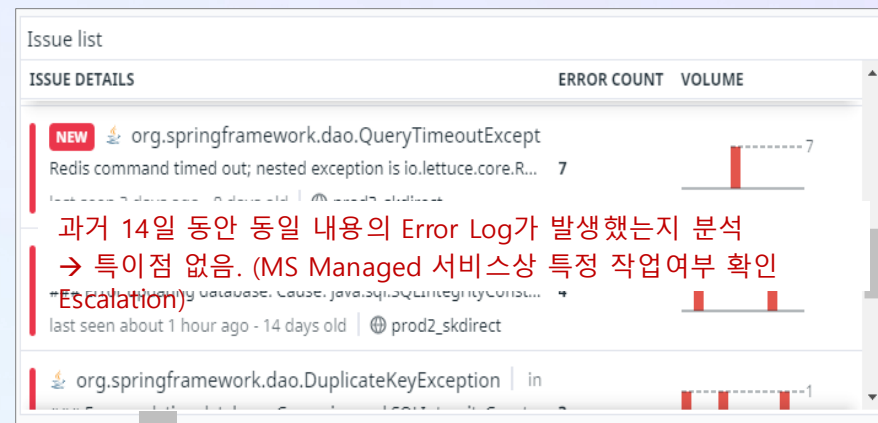 Issue list
ISSUE DETAILS ERROR COUNT VOLUME
NEW org.springframework.dao.QueryTimeoutExcept
7
Redis command timed out; nested exception is io.lettuce.core.R... 7
과거 14일 동안 동일 내용의 Error Log가 발생했는지 분석
→ 특이점 없음. (MS Managed 서비스상 특정 작업여부 확인
Escalation)
last seen about 1 hour ago - 14 days old prod2_skdirect
org.springframework.dao.DuplicateKeyException in
1